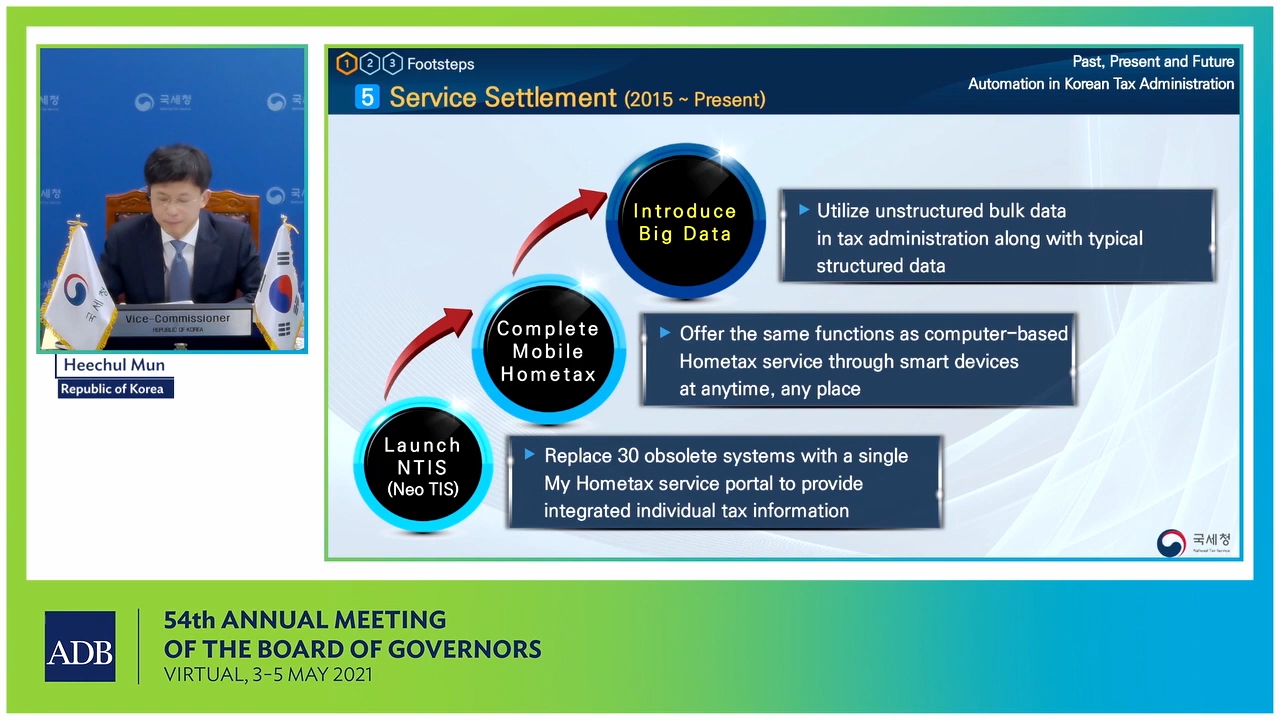 국세청
국세청
국세청
국세청
국세청
Vice-Commissioner
REPUBLIC OF KOREA
Heechul Mun
Republic of Korea
1 2 3 Footsteps
5 Service Settlement (2015 ~ Present)
Past, Present and Future
Automation in Korean Tax Administration
Introduce
Big Data
▶ Utilize unstructured bulk data
in tax administration along with typical
structured data
Complete
Mobile
Hometax
▶ Offer the same functions as computer-based
Hometax service through smart devices
at anytime, any place
Launch
NTIS
(Neo TIS)
▶ Replace 30 obsolete systems with a single
My Hometax service portal to provide
integrated individual tax information
국세청
National Tax Service
ADB
54th ANNUAL MEETING
OF THE BOARD OF GOVERNORS
VIRTUAL, 3-5 MAY 2021